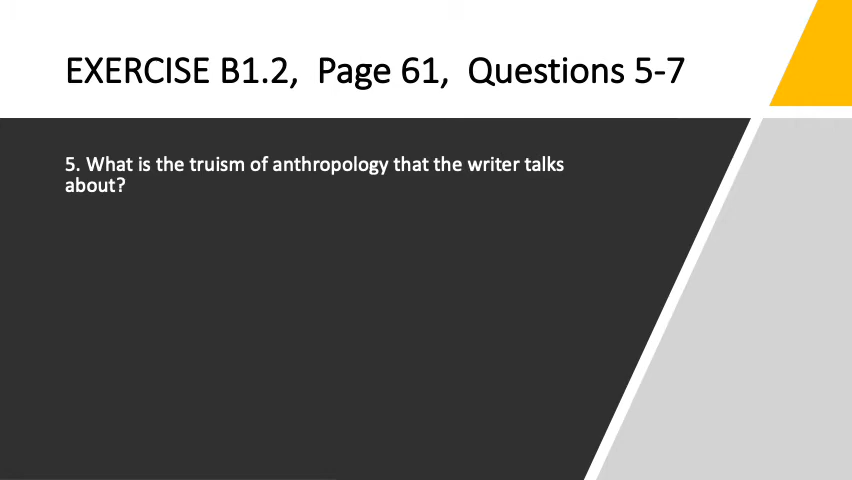 EXERCISE B1.2, Page 61, Questions 5-7
5. What is the truism of anthropology that the writer talks
about?